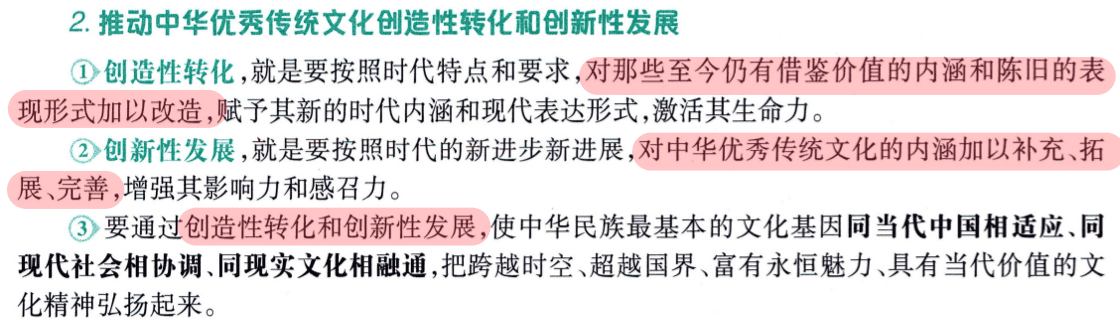 2. 推动中华优秀传统文化创造性转化和创新性发展
①创造性转化,就是要按照时代特点和要求,对那些至今仍有借鉴价值的内涵和陈旧的表
现形式加以改造,赋予其新的时代内涵和现代表达形式,激活其生命力。
②创新性发展,就是要按照时代的新进步新进展,对中华优秀传统文化的内涵加以补充、拓
展、完善,增强其影响力和感召力。
③要通过创造性转化和创新性发展,使中华民族最基本的文化基因同当代中国相适应、同
现代社会相协调、同现实文化相融通,把跨越时空、超越国界、富有永恒魅力、具有当代价值的文
化精神弘扬起来。